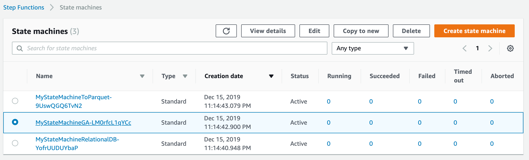 Step Functions > State machines
State machines (3)
View details
Edit
Copy to new
Delete
Create state machine
Search for state machines
Any type
1
Name Type Creation date Status Running Succeeded Failed Timed out Aborted
MyStateMachineToParquet-9UswQGQ6TvN2 Standard Dec 15, 2019 11:14:43.079 PM Active 0 0 0 0 0
MyStateMachineGA-LM0rfcL1qYCc Standard Dec 15, 2019 11:14:42.900 PM Active 0 0 0 0 0
MyStateMachineRelationalDB-YofrUUDUYbaP Standard Dec 15, 2019 11:14:40.948 PM Active 0 0 0 0 0